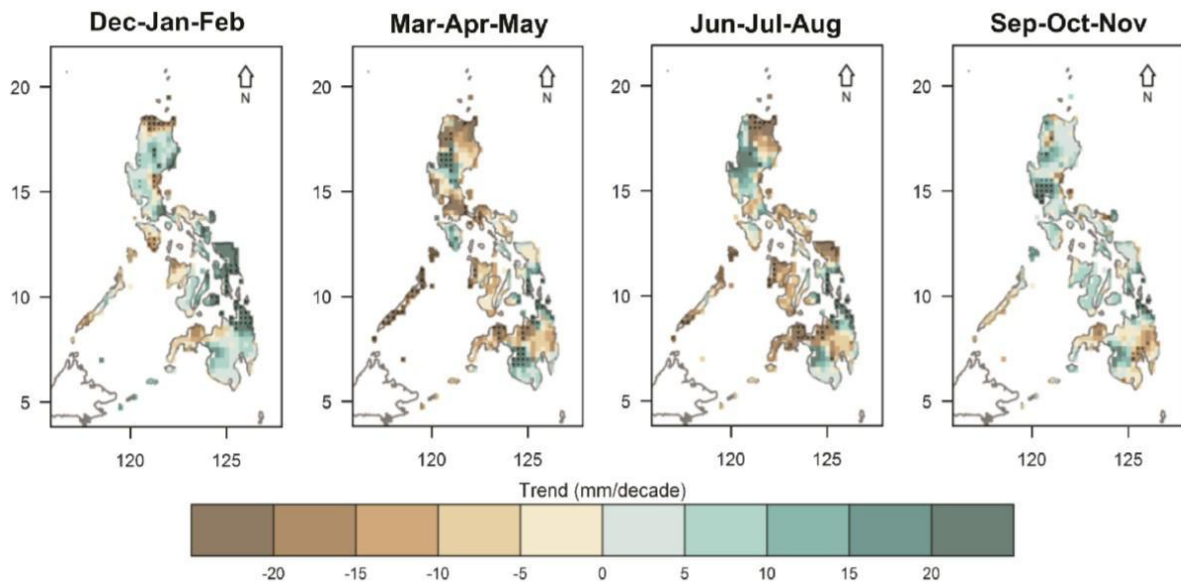 Dec-Jan-Feb Mar-Apr-May Jun-Jul-Aug Sep-Oct-Nov
N N N N
20 20 20 20
15 15 15 15
10 10 10 10
5 5 5 5
120 125 120 125 120 125 120 125
Trend (mm/decade)
-20 -15 -10 -5 0 5 10 15 20